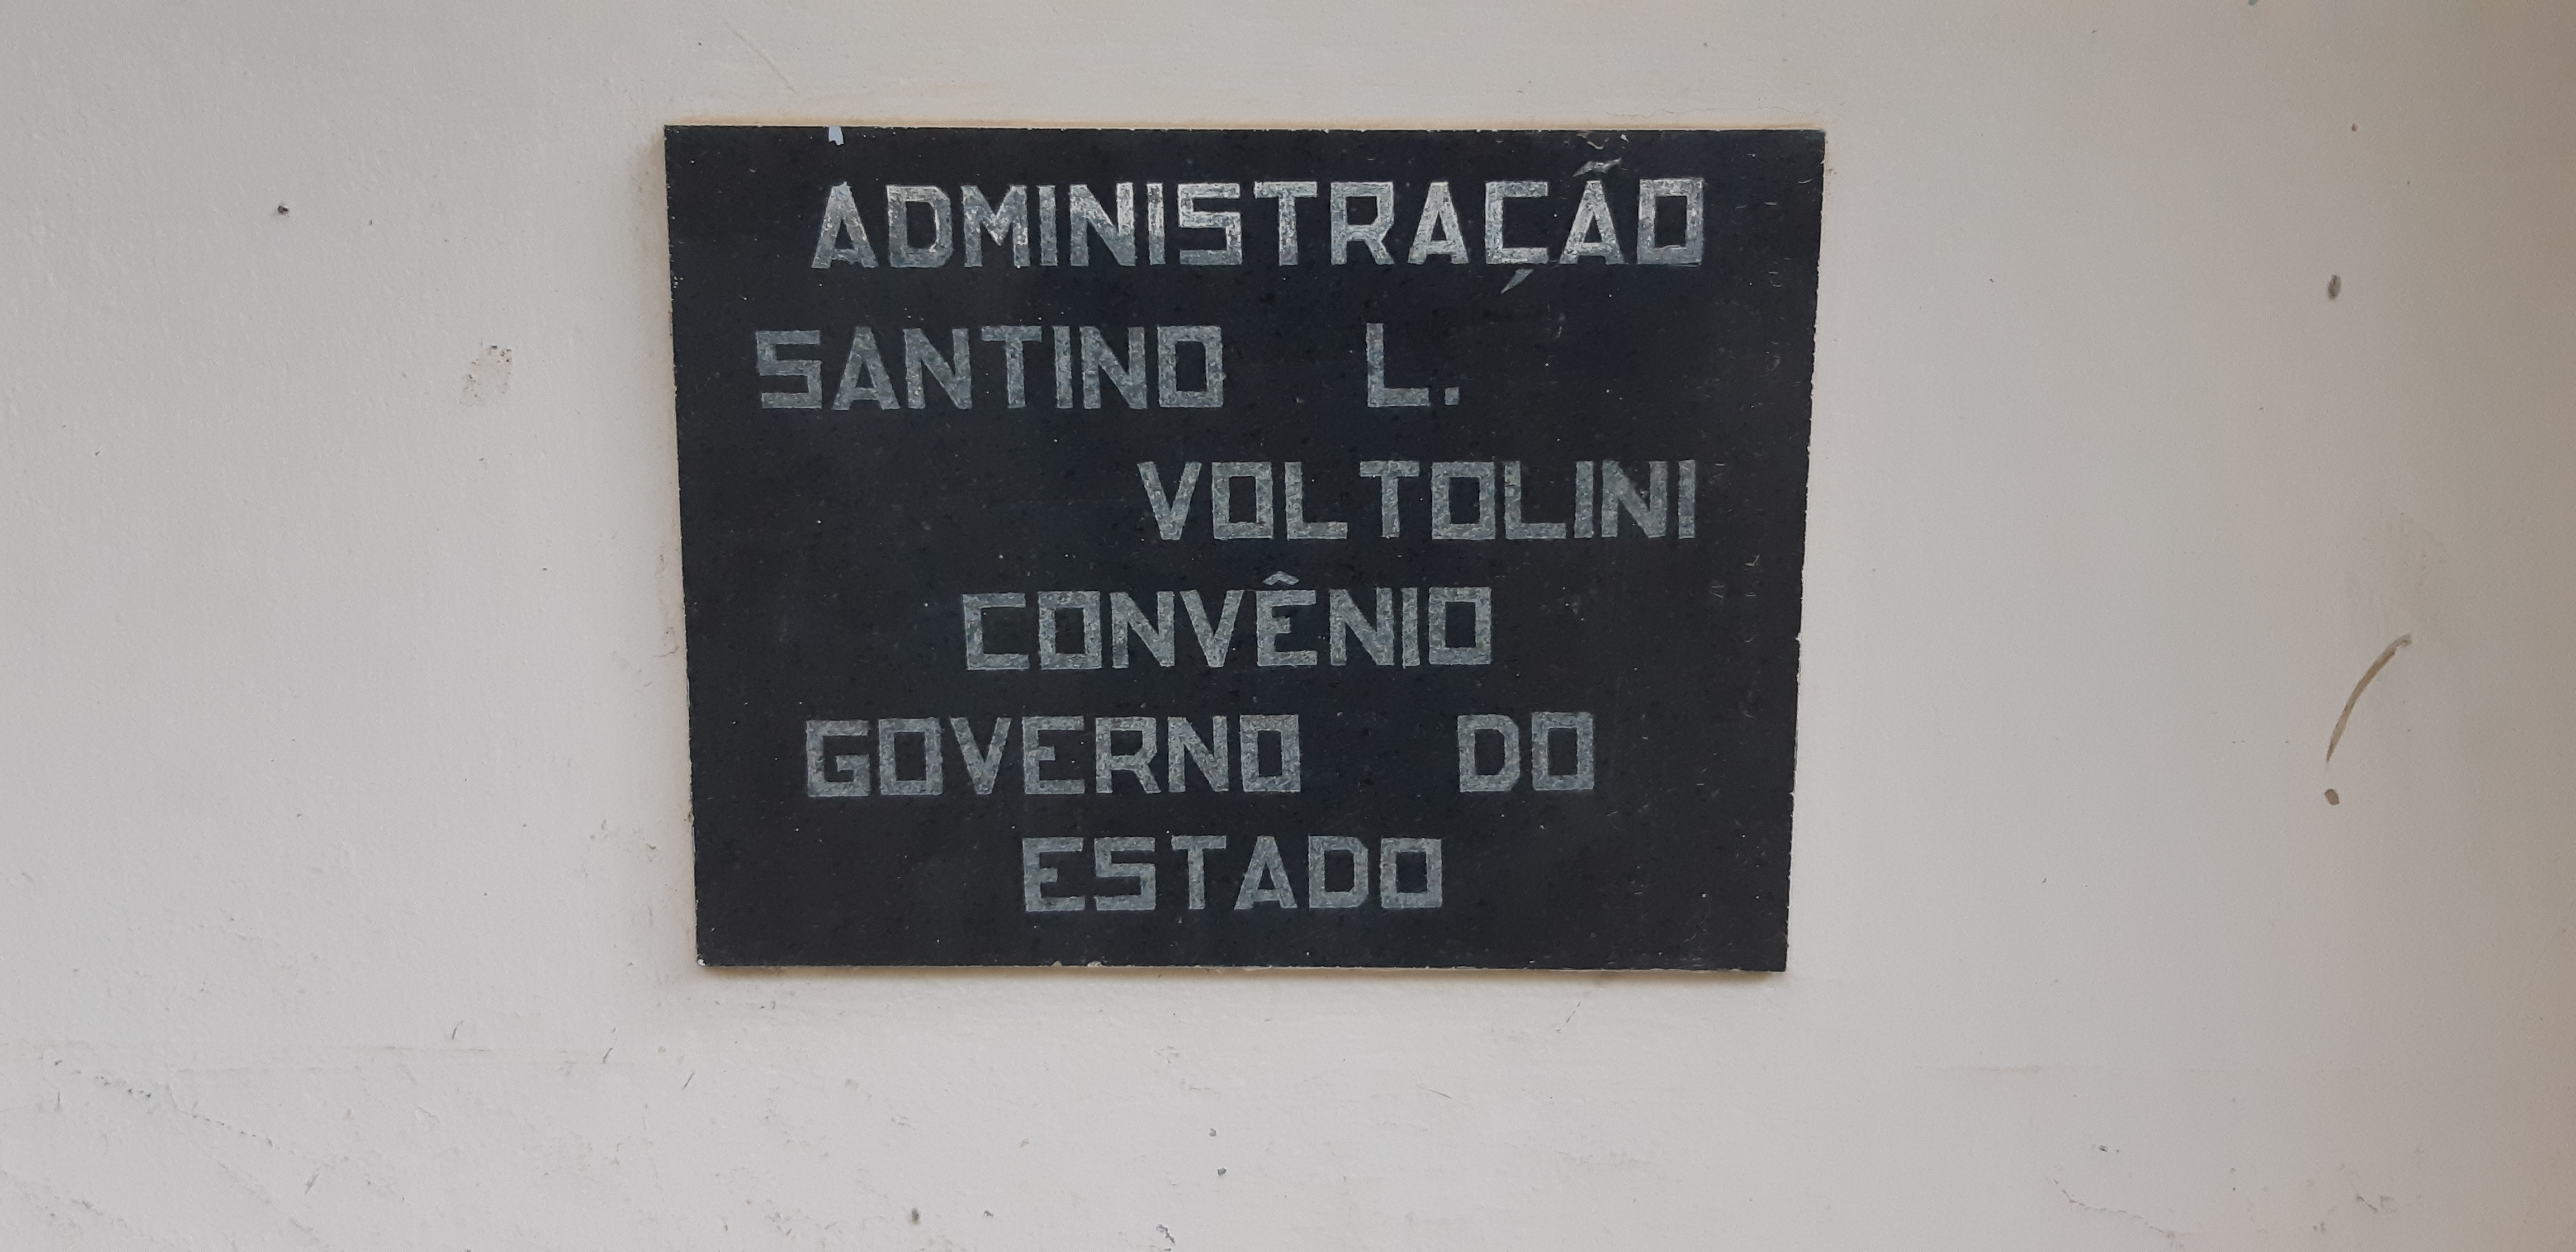 ADMINISTRAÇÃO
SANTINO L.
VOLTOLINI
CONVÊNIO
GOVERNO DO
ESTADO